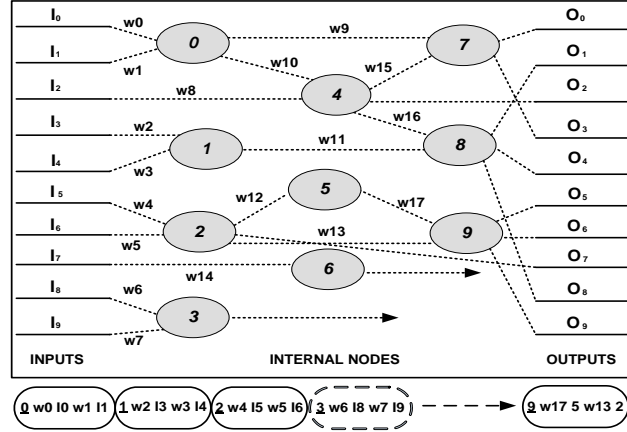 I0 w0 w9 O0
0 7
I1 w1 w10 w15 O1
I2 w8 4 O2
w16
I3 w2 O3
1 w11 8
I4 w3 O4
I5 w4 w12 5 w17 O5
I6 w5 2 w13 9 O6
I7 w14 6 O7
I8 w6 O8
3
I9 w7 O9
INPUTS INTERNAL NODES OUTPUTS
0 w0 I0 w1 I1 1 w2 I3 w3 I4 2 w4 I5 w5 I6 3 w6 I8 w7 I9 9 w17 5 w13 2